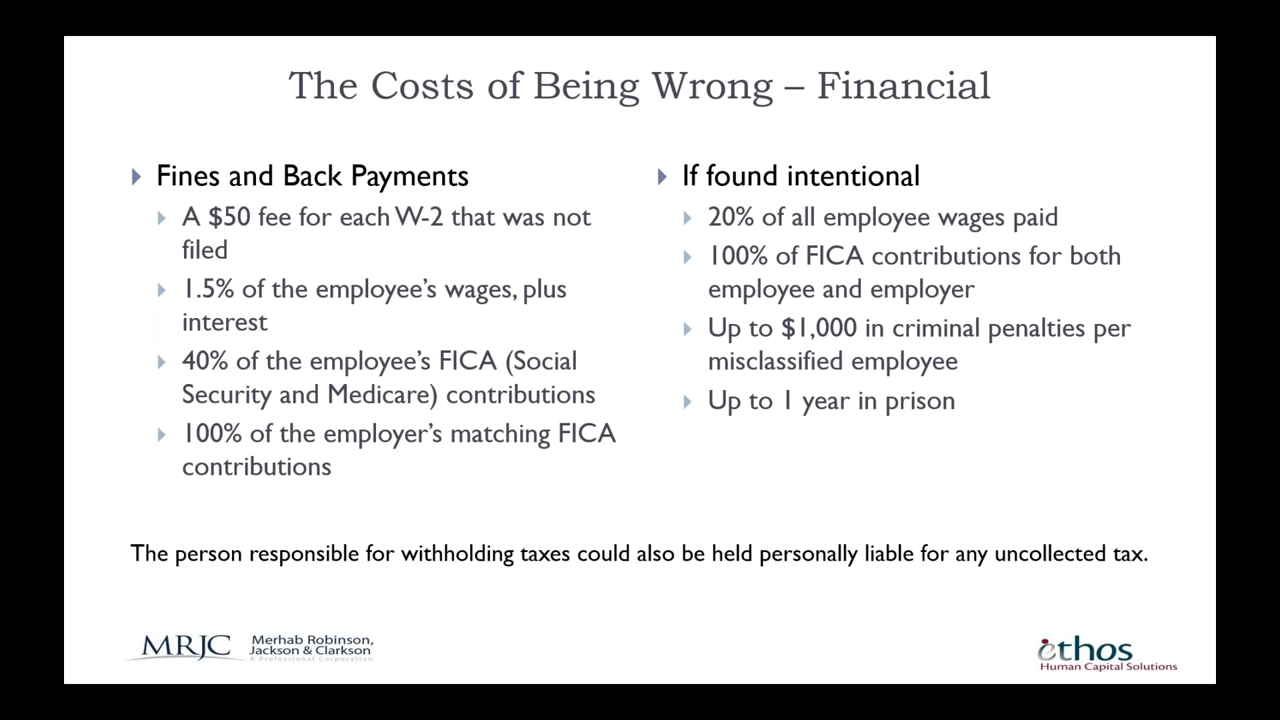 The Costs of Being Wrong – Financial
Fines and Back Payments
A $50 fee for each W-2 that was not
filed
1.5% of the employee's wages, plus
interest
40% of the employee's FICA (Social
Security and Medicare) contributions
100% of the employer's matching FICA
contributions
If found intentional
20% of all employee wages paid
100% of FICA contributions for both
employee and employer
Up to $1,000 in criminal penalties per
misclassified employee
Up to 1 year in prison
The person responsible for withholding taxes could also be held personally liable for any uncollected tax.
MRJC
Merhab Robinson,
Jackson & Clarkson
A Professional Corporation
ethos
Human Capital Solutions